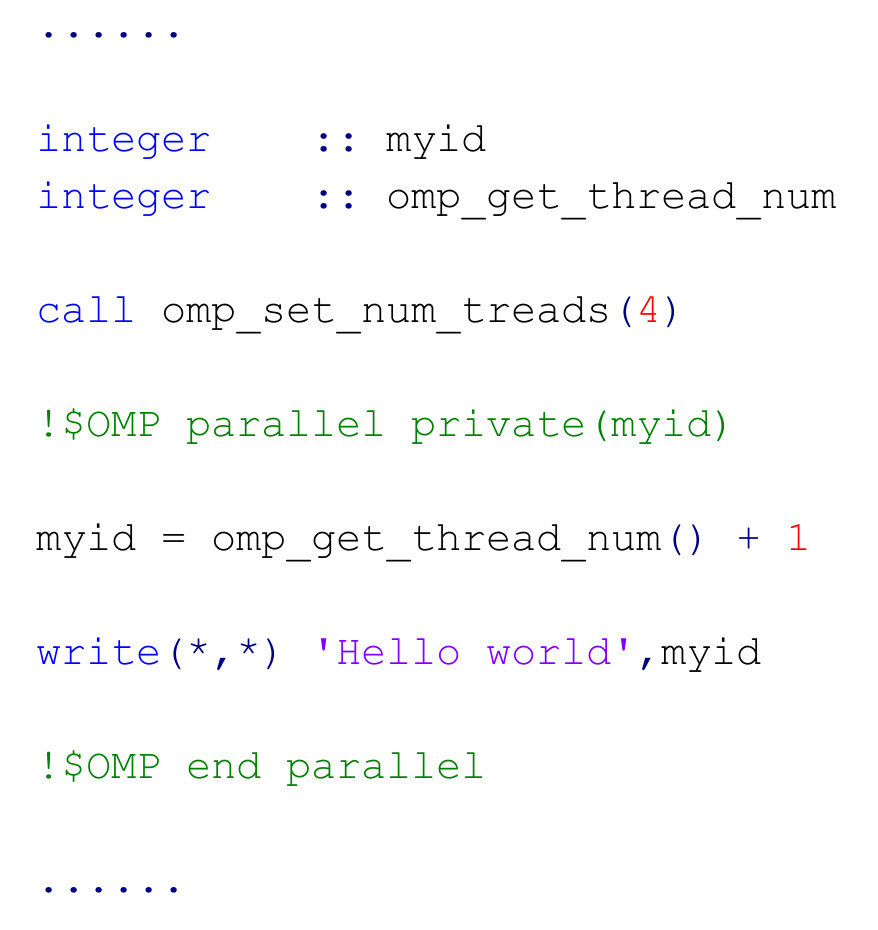 ......
integer    :: myid
integer    :: omp_get_thread_num
call omp_set_num_treads(4)
!$OMP parallel private(myid)
myid = omp_get_thread_num() + 1
write(*,*) 'Hello world',myid
!$OMP end parallel
......